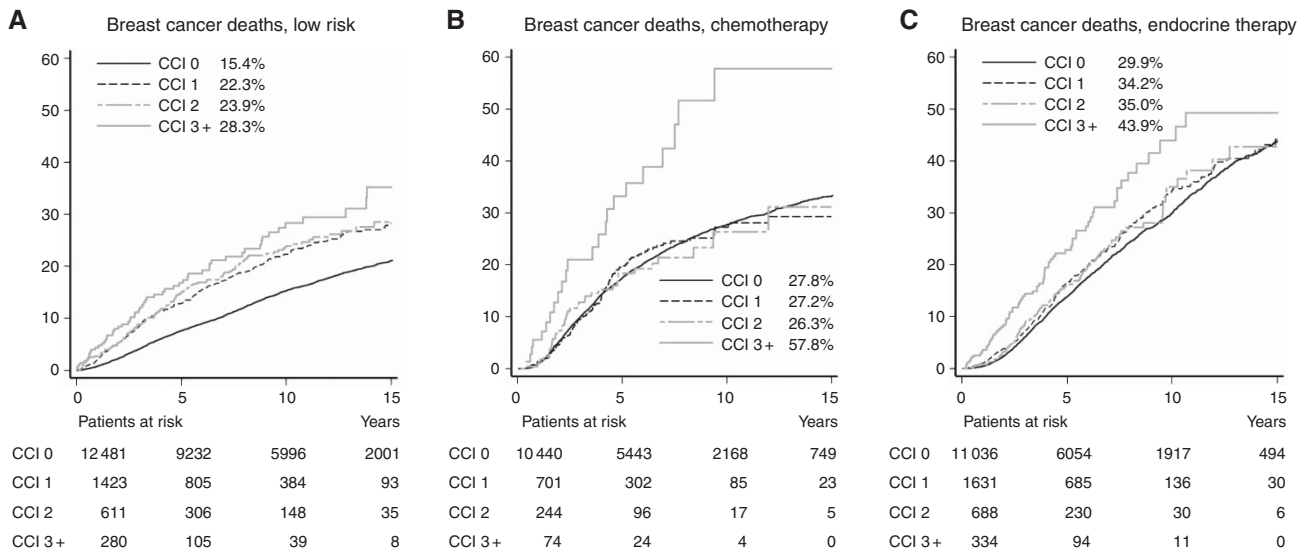 A Breast cancer deaths, low risk
60
50
40
30
20
10
0
CCI 0 15.4%
CCI 1 22.3%
CCI 2 23.9%
CCI 3+ 28.3%
0 5 10 15
Patients at risk Years
CCI 0 12 481 9232 5996 2001
CCI 1 1423 805 384 93
CCI 2 611 306 148 35
CCI 3+ 280 105 39 8
B Breast cancer deaths, chemotherapy
60
50
40
30
20
10
0
CCI 0 27.8%
CCI 1 27.2%
CCI 2 26.3%
CCI 3+ 57.8%
0 5 10 15
Patients at risk Years
CCI 0 10 440 5443 2168 749
CCI 1 701 302 85 23
CCI 2 244 96 17 5
CCI 3+ 74 24 4 0
C Breast cancer deaths, endocrine therapy
60
50
40
30
20
10
0
CCI 0 29.9%
CCI 1 34.2%
CCI 2 35.0%
CCI 3+ 43.9%
0 5 10 15
Patients at risk Years
CCI 0 11 036 6054 1917 494
CCI 1 1631 685 136 30
CCI 2 688 230 30 6
CCI 3+ 334 94 11 0